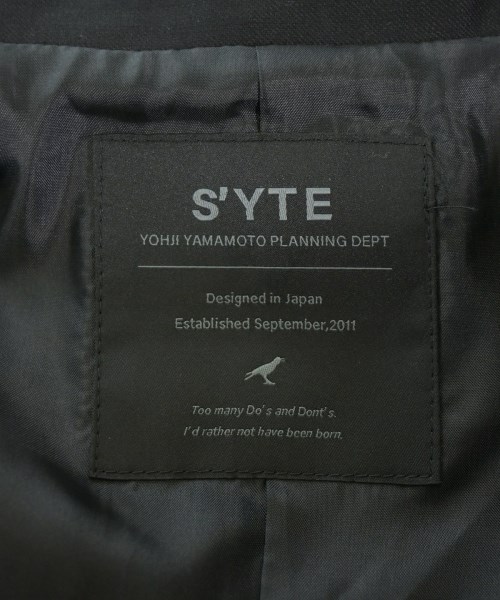 S'YTE
YOHJI YAMAMOTO PLANNING DEPT
Designed in Japan
Established September,2011
Too many Do's and Dont's.
I'd rather not have been born.